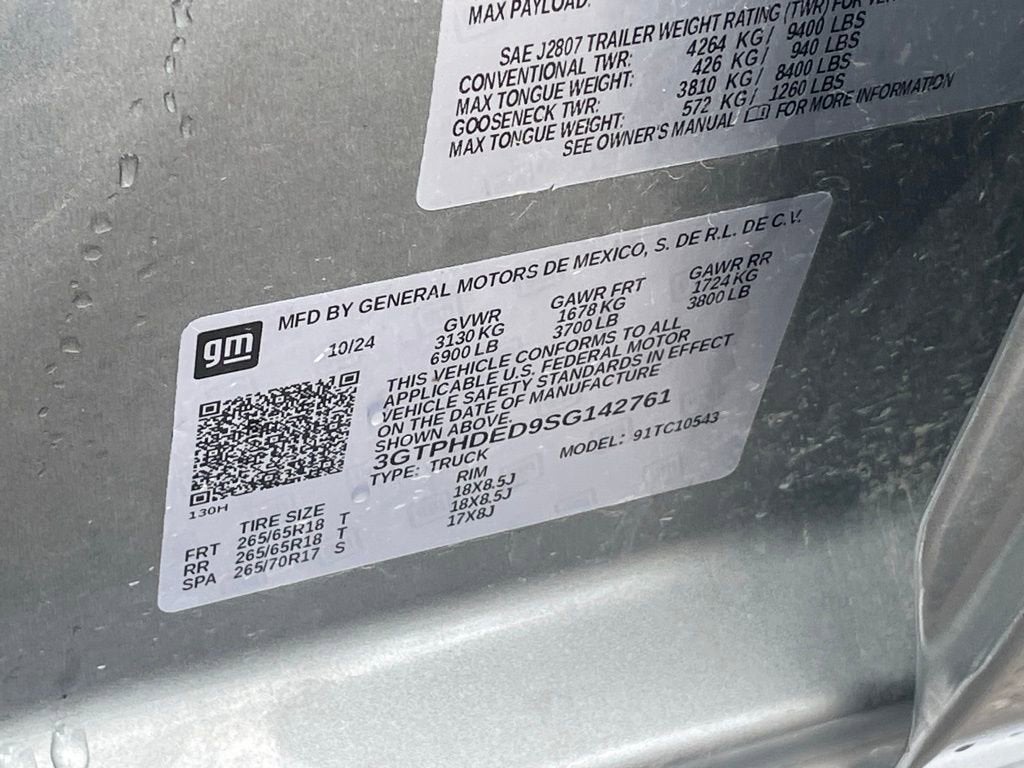 MAX PAYLOAD:
SAE J2807 TRAILER WEIGHT RATING (TWR) FOR
CONVENTIONAL TWR: 4264 KG/ 9400 LBS
MAX TONGUE WEIGHT: 426 KG/ 940 LBS
GOOSENECK TWR: 3810 KG/ 8400 LBS
MAX TONGUE WEIGHT: 572 KG/ 1260 LBS
SEE OWNER'S MANUAL FOR MORE INFORMATION
gm
MFD BY GENERAL MOTORS DE MEXICO, S. DE R.L. DE C.V.
10/24 GVWR GAWR FRT GAWR RR
3130 KG 1678 KG 1724 KG
6900 LB 3700 LB 3800 LB
THIS VEHICLE CONFORMS TO ALL
APPLICABLE U.S. FEDERAL MOTOR
VEHICLE SAFETY STANDARDS IN EFFECT
ON THE DATE OF MANUFACTURE
SHOWN ABOVE.
3GTPHDED9SG142761
TYPE: TRUCK MODEL: 91TC10543
130H
TIRE SIZE RIM
FRT 265/65R18 T 18X8.5J
RR 265/65R18 T 18X8.5J
SPA 265/70R17 S 17X8J